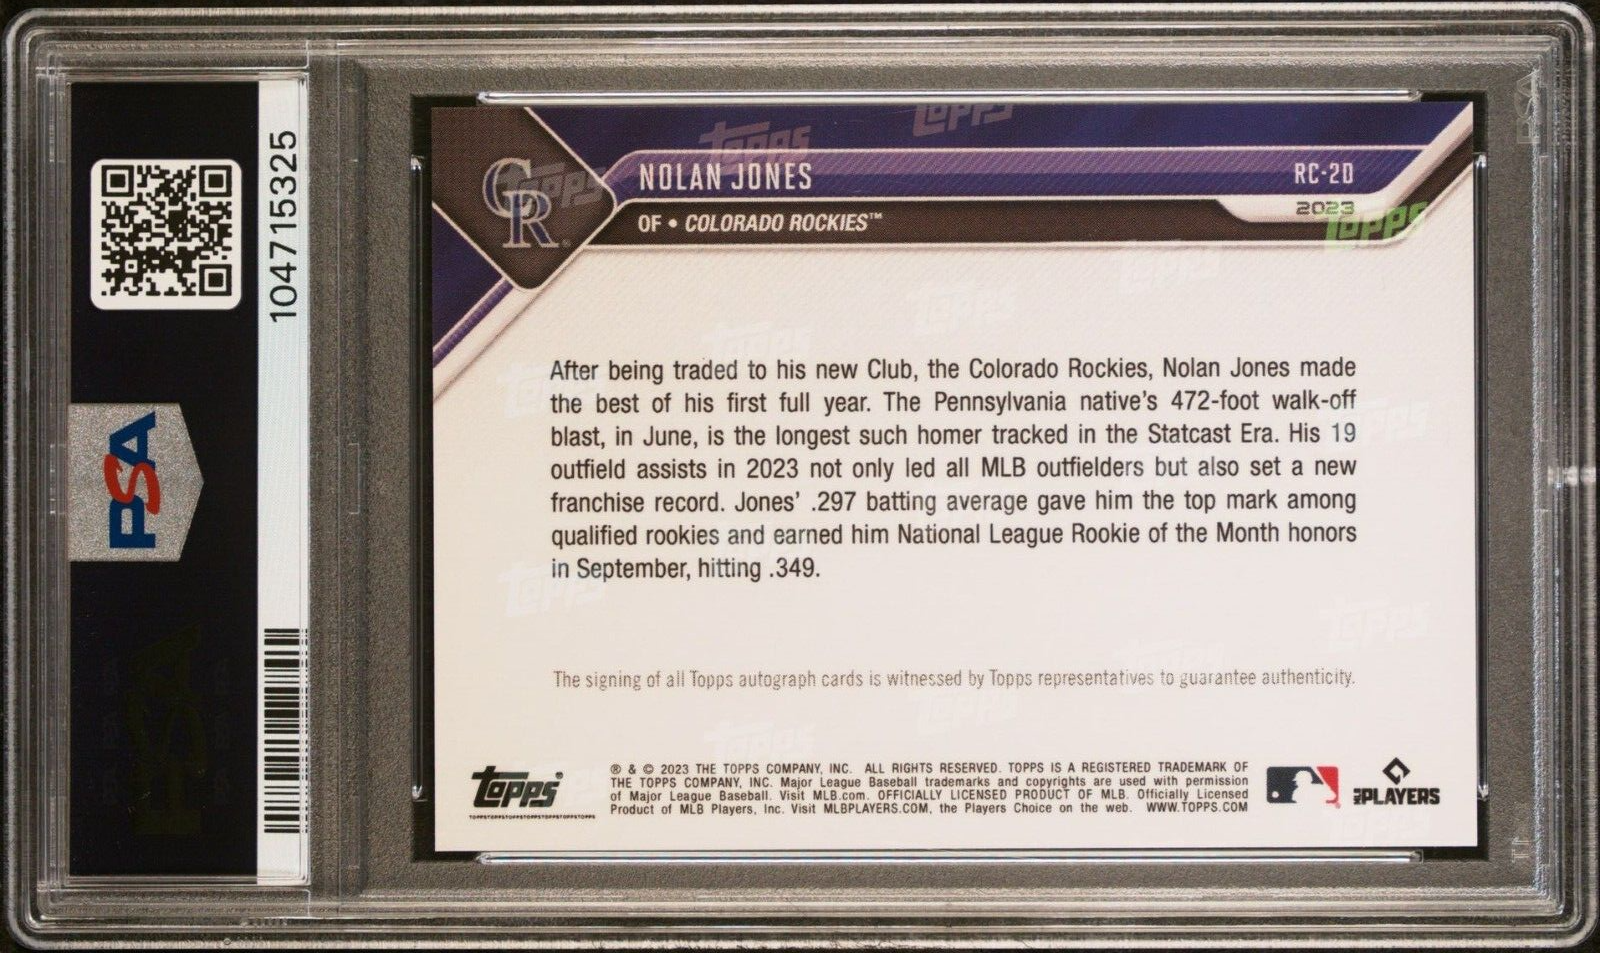 104715325
PSA
CR
NOLAN JONES
RC-2D
OF • COLORADO ROCKIES™
2023
Topps
After being traded to his new Club, the Colorado Rockies, Nolan Jones made
the best of his first full year. The Pennsylvania native's 472-foot walk-off
blast, in June, is the longest such homer tracked in the Statcast Era. His 19
outfield assists in 2023 not only led all MLB outfielders but also set a new
franchise record. Jones' .297 batting average gave him the top mark among
qualified rookies and earned him National League Rookie of the Month honors
in September, hitting .349.
The signing of all Topps autograph cards is witnessed by Topps representatives to guarantee authenticity.
Topps®
TOPPSTOPPSTOPPSTOPPSTOPPSTOPPSTOPPS
® & © 2023 THE TOPPS COMPANY, INC. ALL RIGHTS RESERVED. TOPPS IS A REGISTERED TRADEMARK OF
THE TOPPS COMPANY, INC. Major League Baseball trademarks and copyrights are used with permission
of Major League Baseball. Visit MLB.com. OFFICIALLY LICENSED PRODUCT OF MLB. Officially Licensed
Product of MLB Players, Inc. Visit MLBPLAYERS.COM, the Players Choice on the web. WWW.TOPPS.COM
MLB PLAYERS